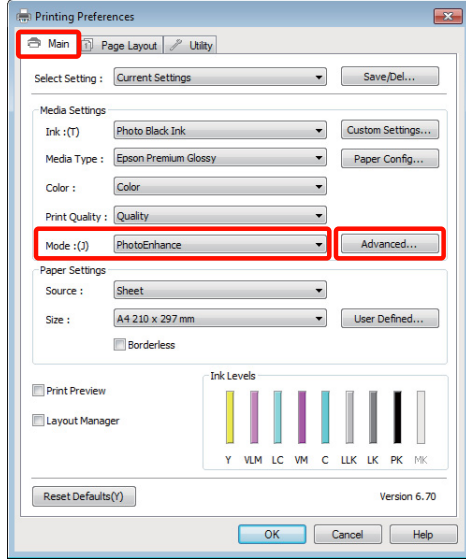 Printing Preferences
Main Page Layout Utility
Select Setting : Current Settings Save/Del...
Media Settings
Ink :(T) Photo Black Ink Custom Settings...
Media Type : Epson Premium Glossy Paper Config...
Color : Color
Print Quality : Quality
Mode :(J) PhotoEnhance Advanced...
Paper Settings
Source : Sheet
Size : A4 210 x 297 mm User Defined...
Borderless
Ink Levels
Print Preview
Layout Manager
Y VLM LC VM C LLK LK PK MK
Reset Defaults(Y) Version 6.70
OK Cancel Help